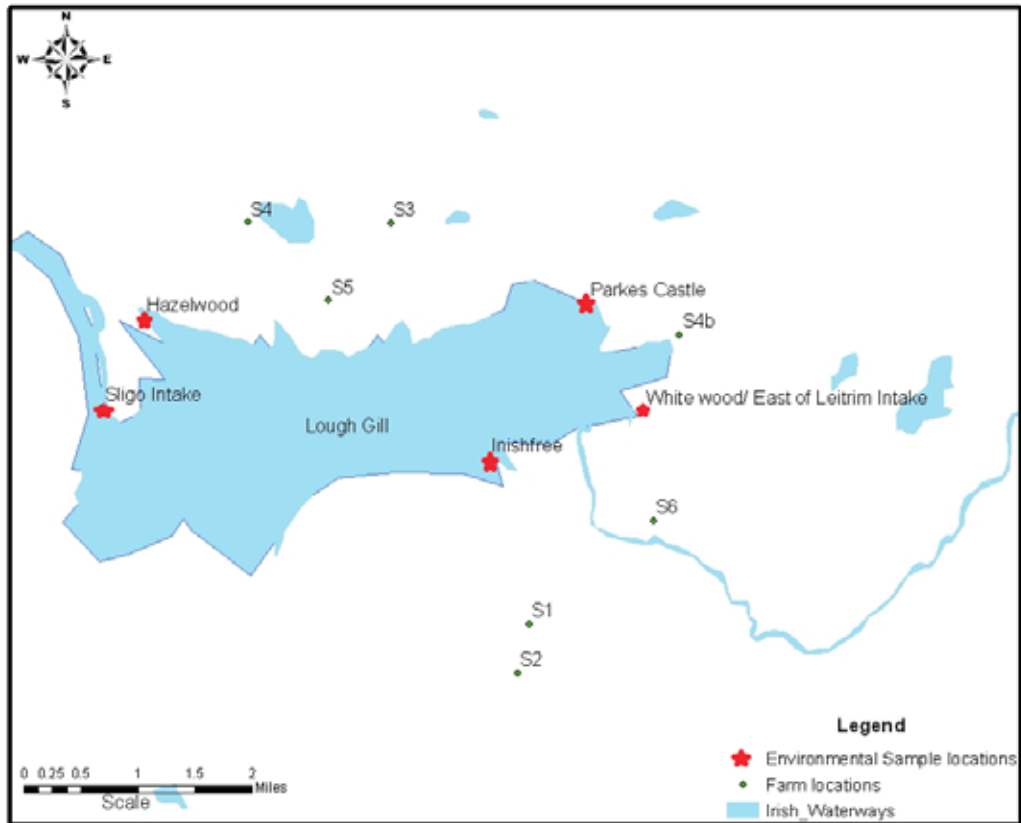 N
W E
S
S4
S3
S5
Hazelwood
Parkes Castle
S4b
Sligo Intake
White wood/ East of Leitrim Intake
Lough Gill
Inishfree
S6
S1
S2
Legend
Environmental Sample locations
Farm locations
Irish_Waterways
0 0.25 0.5 1 1.5 2
Miles
Scale